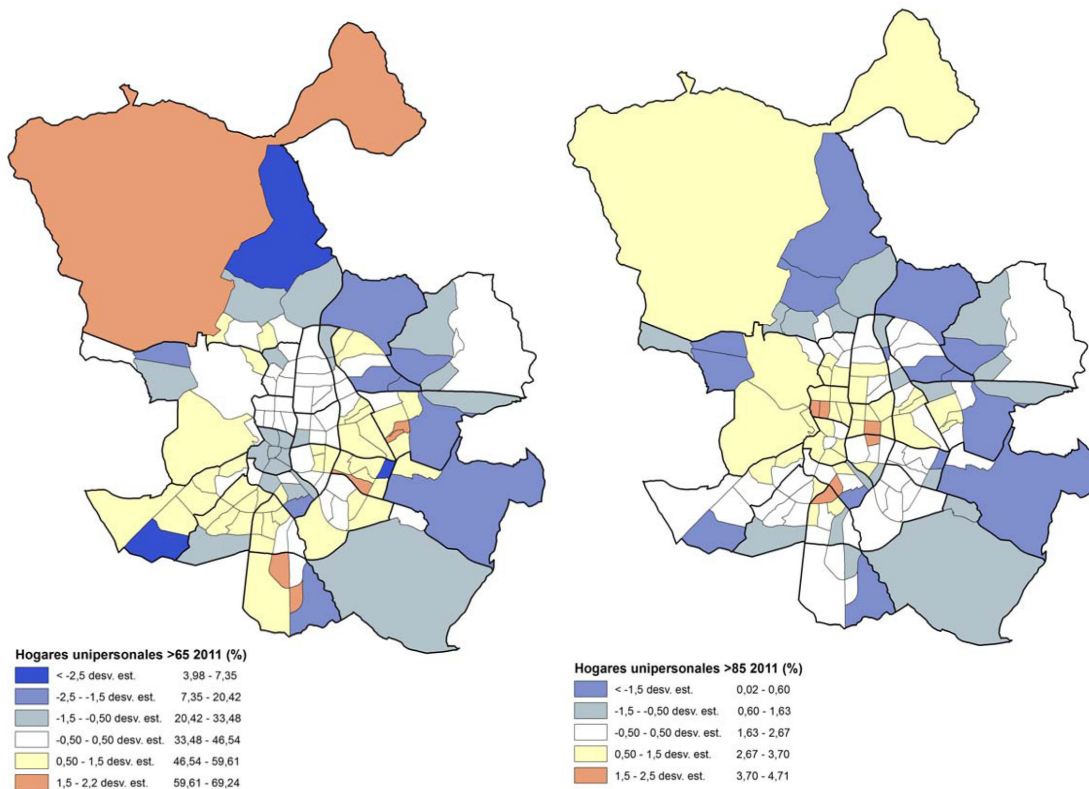 Hogares unipersonales >65 2011 (%)
< -2,5 desv. est. 3,98 - 7,35
-2,5 - -1,5 desv. est. 7,35 - 20,42
-1,5 - -0,50 desv. est. 20,42 - 33,48
-0,50 - 0,50 desv. est. 33,48 - 46,54
0,50 - 1,5 desv. est. 46,54 - 59,61
1,5 - 2,2 desv. est. 59,61 - 69,24
Hogares unipersonales >85 2011 (%)
< -1,5 desv. est. 0,02 - 0,60
-1,5 - -0,50 desv. est. 0,60 - 1,63
-0,50 - 0,50 desv. est. 1,63 - 2,67
0,50 - 1,5 desv. est. 2,67 - 3,70
1,5 - 2,5 desv. est. 3,70 - 4,71